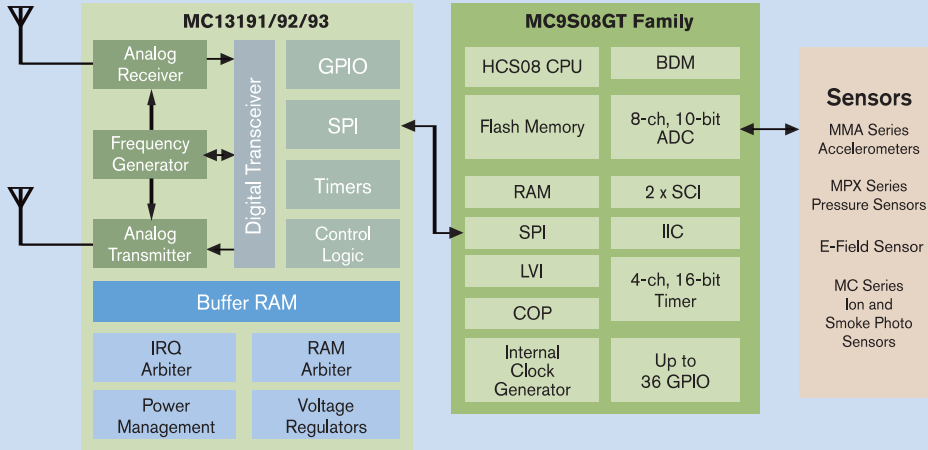 MC13191/92/93
Analog
Receiver
Frequency
Generator
Analog
Transmitter
Digital Transceiver
GPIO
SPI
Timers
Control
Logic
Buffer RAM
IRQ
Arbiter
RAM
Arbiter
Power
Management
Voltage
Regulators
MC9S08GT Family
HCS08 CPU
BDM
Flash Memory
8-ch, 10-bit
ADC
RAM
2 x SCI
SPI
IIC
LVI
4-ch, 16-bit
Timer
COP
Internal
Clock
Generator
Up to
36 GPIO
Sensors
MMA Series
Accelerometers
MPX Series
Pressure Sensors
E-Field Sensor
MC Series
Ion and
Smoke Photo
Sensors